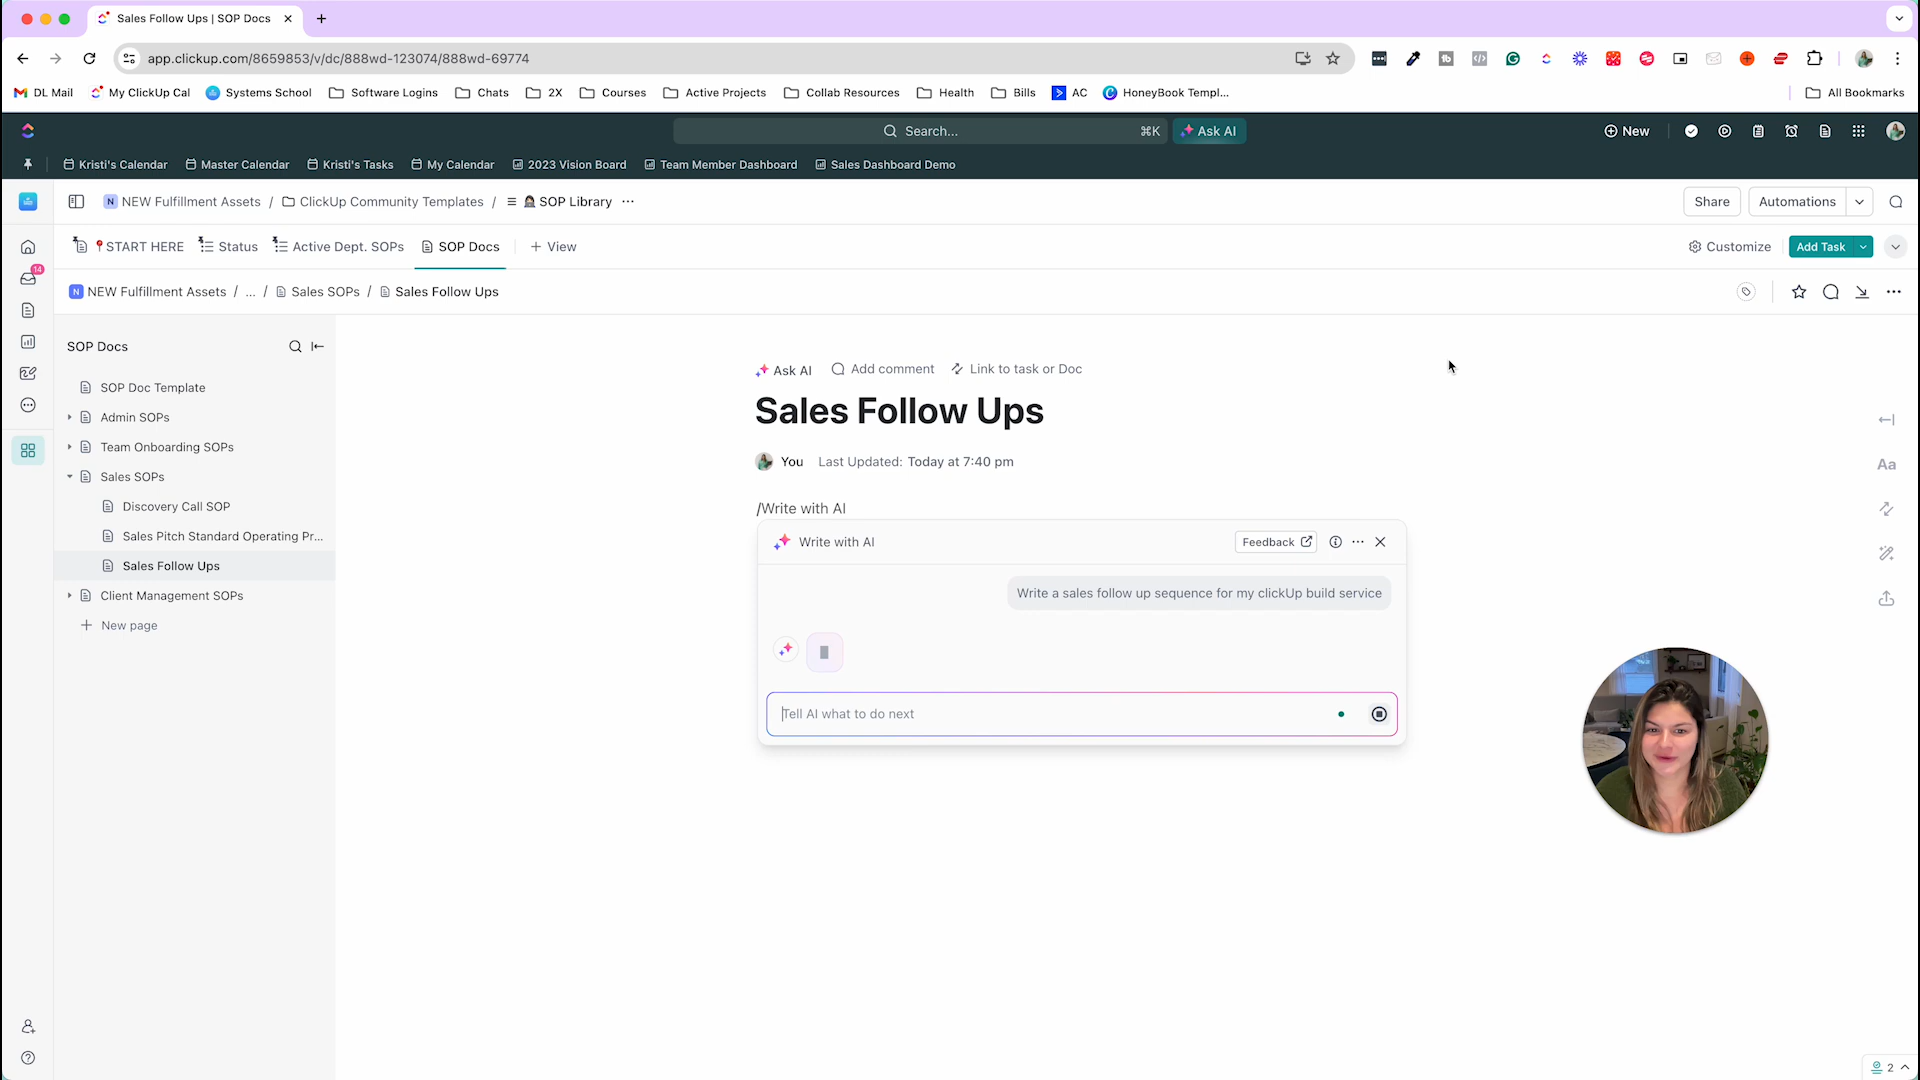 Sales Follow Ups | SOP Docs
app.clickup.com/8659853/v/dc/888wd-123074/888wd-69774
DL Mail
My ClickUp Cal
Systems School
Software Logins
Chats
2X
Courses
Active Projects
Collab Resources
Health
Bills
AC
HoneyBook Templ...
All Bookmarks
Search...
⌘K
Ask AI
New
Kristi's Calendar
Master Calendar
Kristi's Tasks
My Calendar
2023 Vision Board
Team Member Dashboard
Sales Dashboard Demo
N NEW Fulfillment Assets / ClickUp Community Templates / SOP Library ...
Share
Automations
START HERE
Status
Active Dept. SOPs
SOP Docs
+ View
Customize
Add Task
14
N NEW Fulfillment Assets / ... / Sales SOPs / Sales Follow Ups
SOP Docs
SOP Doc Template
Admin SOPs
Team Onboarding SOPs
Sales SOPs
Discovery Call SOP
Sales Pitch Standard Operating Pr...
Sales Follow Ups
Client Management SOPs
+ New page
Ask AI
Add comment
Link to task or Doc
Sales Follow Ups
You
Last Updated: Today at 7:40 pm
/Write with AI
Write with AI
Feedback
Write a sales follow up sequence for my clickUp build service
Tell AI what to do next
Aa
2